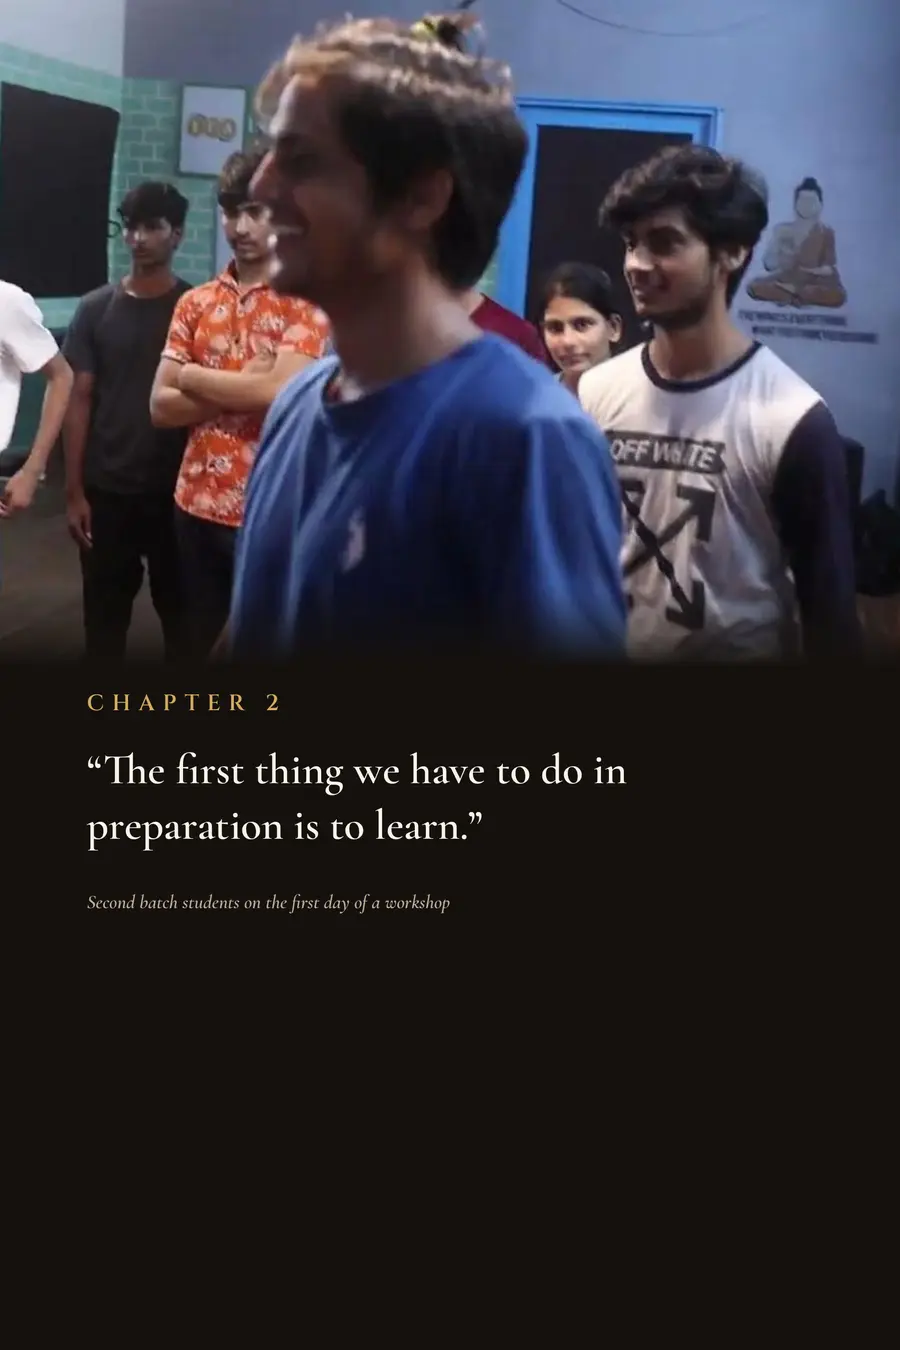 OFF WHITE
CHAPTER 2
“The first thing we have to do in
preparation is to learn.”
Second batch students on the first day of a workshop